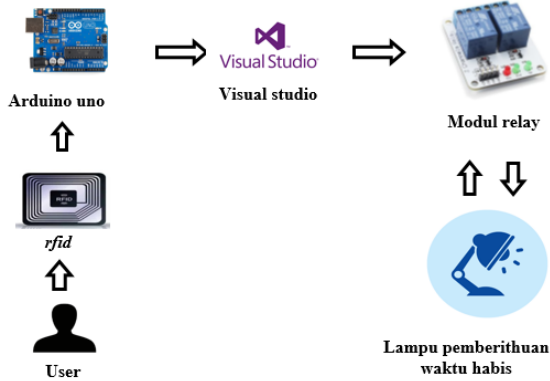 Arduino uno
Visual Studio
Visual studio
Modul relay
RFID
rfid
User
Lampu pemberithuan
waktu habis